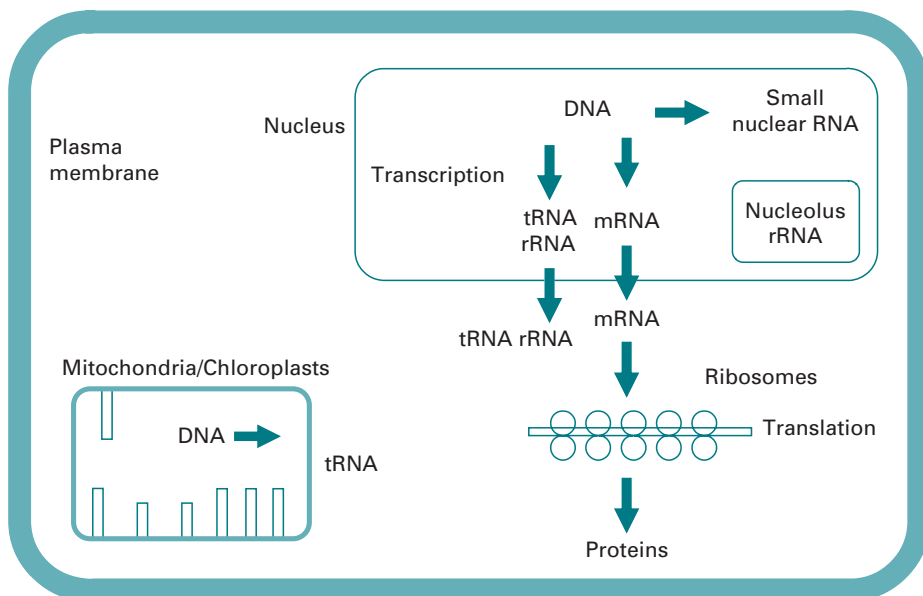 DNA
Small
nuclear RNA
Nucleus
Plasma
membrane
Transcription
tRNA
rRNA
mRNA
Nucleolus
rRNA
tRNA rRNA
mRNA
Mitochondria/Chloroplasts
Ribosomes
DNA
Translation
tRNA
Proteins